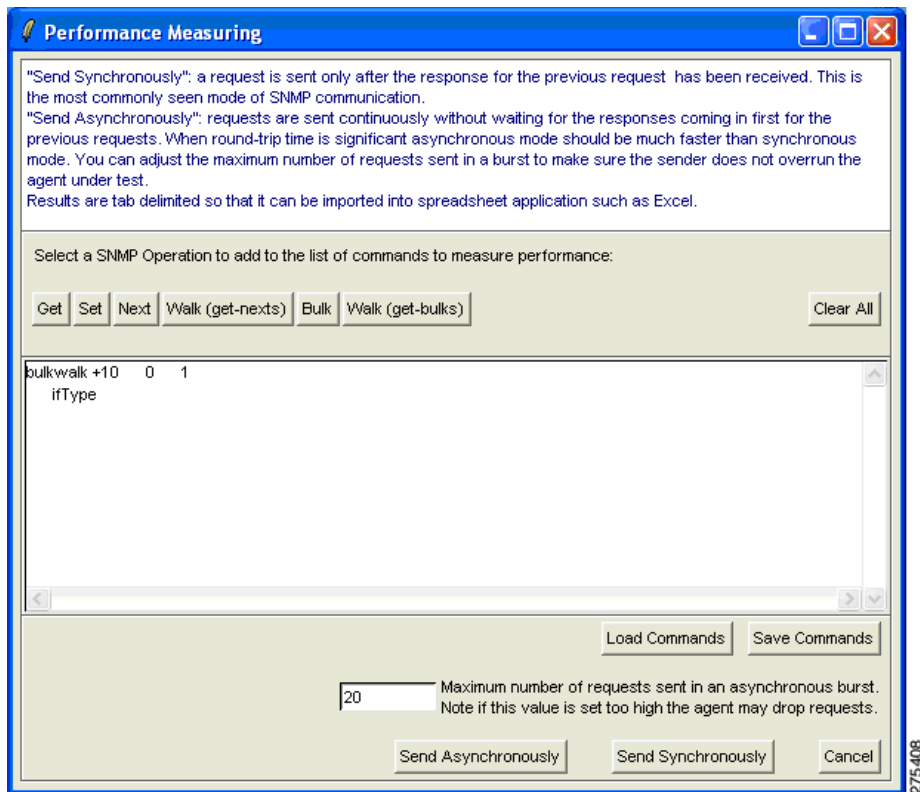 Performance Measuring
"Send Synchronously": a request is sent only after the response for the previous request has been received. This is
the most commonly seen mode of SNMP communication.
"Send Asynchronously": requests are sent continuously without waiting for the responses coming in first for the
previous requests. When round-trip time is significant asynchronous mode should be much faster than synchronous
mode. You can adjust the maximum number of requests sent in a burst to make sure the sender does not overrun the
agent under test.
Results are tab delimited so that it can be imported into spreadsheet application such as Excel.
Select a SNMP Operation to add to the list of commands to measure performance:
Get Set Next Walk (get-nexts) Bulk Walk (get-bulks) Clear All
bulkwalk +10 0 1
ifType
Load Commands Save Commands
20 Maximum number of requests sent in an asynchronous burst.
Note if this value is set too high the agent may drop requests.
Send Asynchronously Send Synchronously Cancel
275408